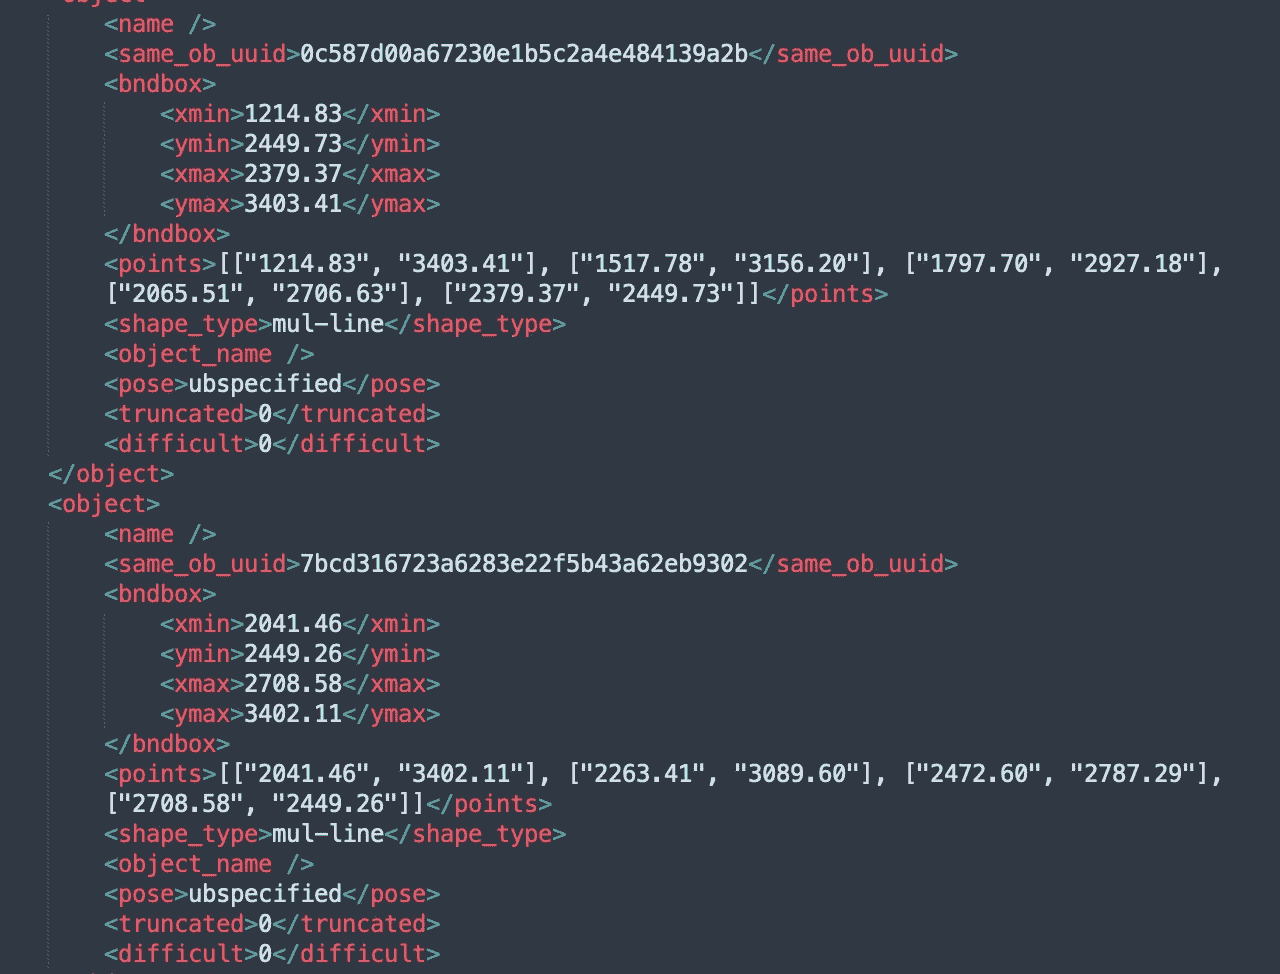 object
<name />
<same_ob_uuid>0c587d00a67230e1b5c2a4e484139a2b</same_ob_uuid>
<bndbox>
<xmin>1214.83</xmin>
<ymin>2449.73</ymin>
<xmax>2379.37</xmax>
<ymax>3403.41</ymax>
</bndbox>
<points>[["1214.83", "3403.41"], ["1517.78", "3156.20"], ["1797.70", "2927.18"],
["2065.51", "2706.63"], ["2379.37", "2449.73"]]</points>
<shape_type>mul-line</shape_type>
<object_name />
<pose>ubspecified</pose>
<truncated>0</truncated>
<difficult>0</difficult>
</object>
<object>
<name />
<same_ob_uuid>7bcd316723a6283e22f5b43a62eb9302</same_ob_uuid>
<bndbox>
<xmin>2041.46</xmin>
<ymin>2449.26</ymin>
<xmax>2708.58</xmax>
<ymax>3402.11</ymax>
</bndbox>
<points>[["2041.46", "3402.11"], ["2263.41", "3089.60"], ["2472.60", "2787.29"],
["2708.58", "2449.26"]]</points>
<shape_type>mul-line</shape_type>
<object_name />
<pose>ubspecified</pose>
<truncated>0</truncated>
<difficult>0</difficult>